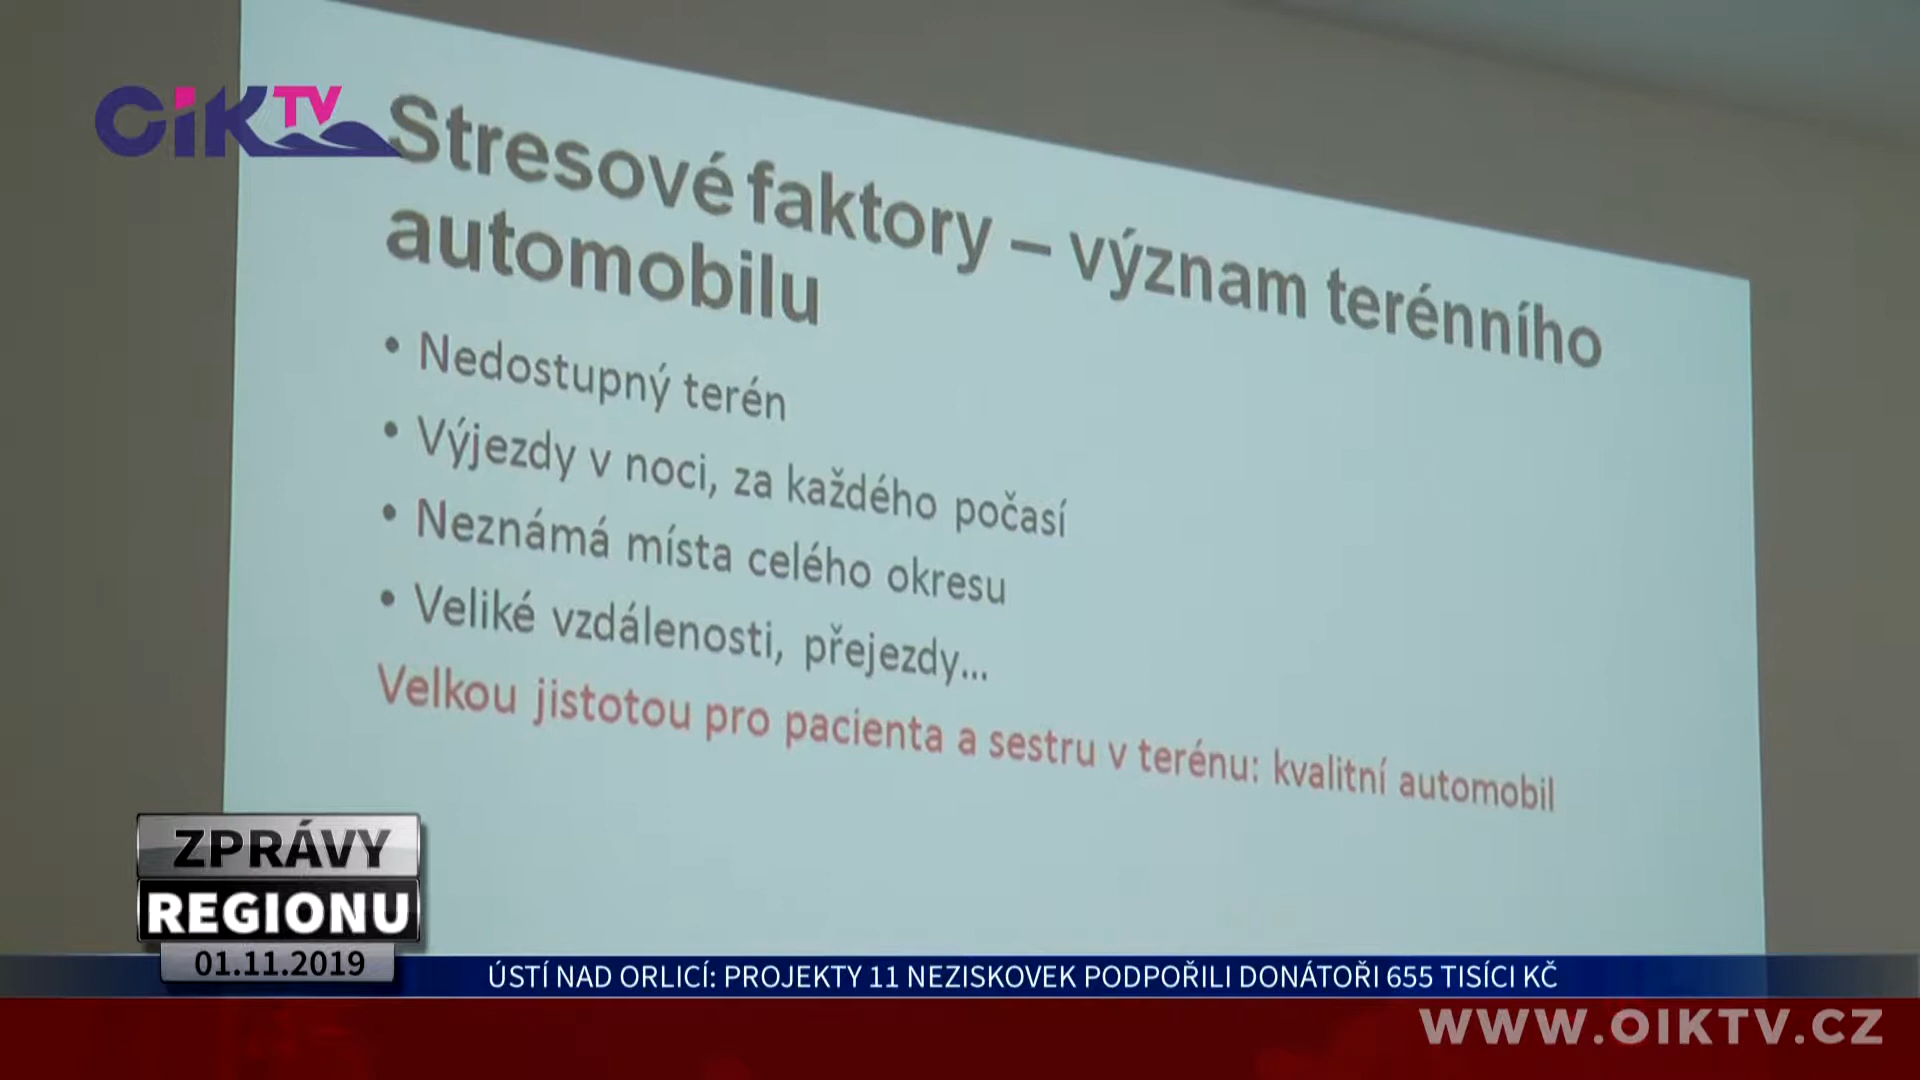 OIK TV
Stresové faktory – význam terénního
automobilu
• Nedostupný terén
• Výjezdy v noci, za každého počasí
• Neznámá místa celého okresu
• Veliké vzdálenosti, přejezdy...
Velkou jistotou pro pacienta a sestru v terénu: kvalitní automobil
ZPRÁVY
REGIONU
01.11.2019
ÚSTÍ NAD ORLICÍ: PROJEKTY 11 NEZISKOVEK PODPOŘILI DONÁTOŘI 655 TISÍCI KČ
WWW.OIKTV.CZ